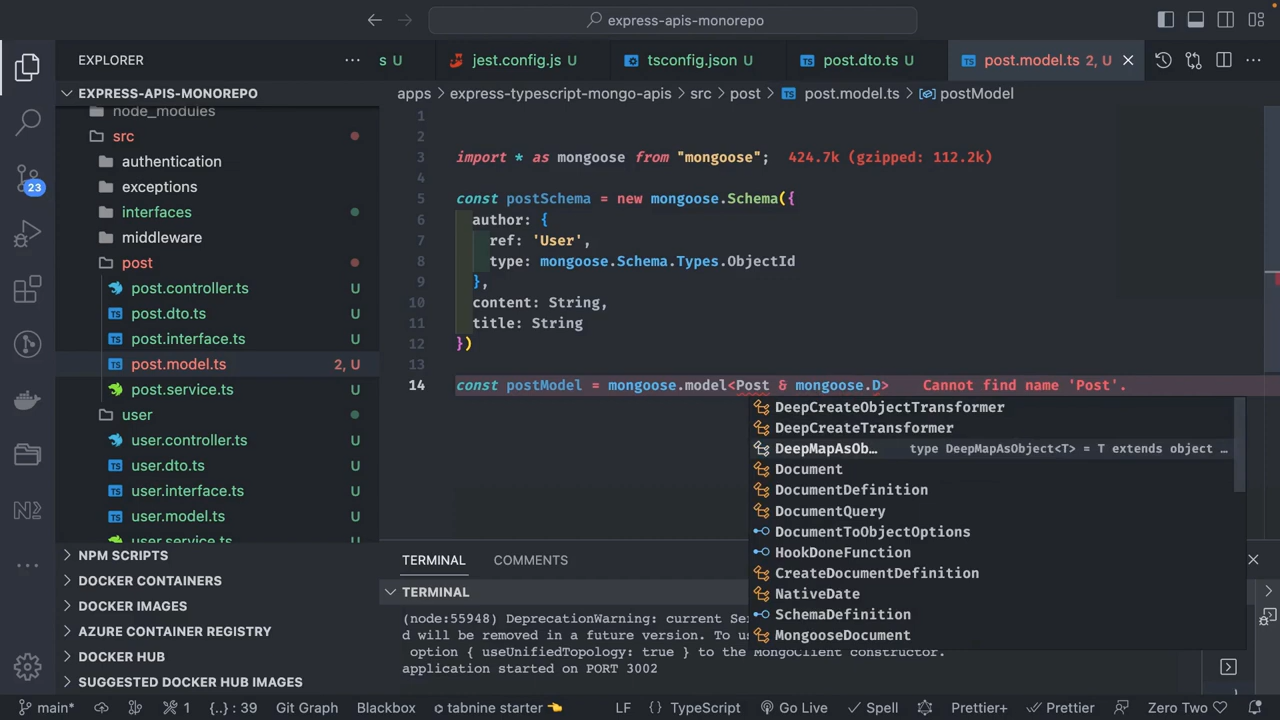 express-apis-monorepo
EXPLORER
s U
jest.config.js U
tsconfig.json U
post.dto.ts U
post.model.ts 2, U
EXPRESS-APIS-MONOREPO
apps > express-typescript-mongo-apis > src > post > post.model.ts > postModel
node_modules
src
authentication
exceptions
interfaces
middleware
post
post.controller.ts U
post.dto.ts U
post.interface.ts U
post.model.ts 2, U
post.service.ts U
user
user.controller.ts U
user.dto.ts U
user.interface.ts U
user.model.ts U
user.service.ts U
NPM SCRIPTS
DOCKER CONTAINERS
DOCKER IMAGES
AZURE CONTAINER REGISTRY
DOCKER HUB
SUGGESTED DOCKER HUB IMAGES
23
1
2
3 import * as mongoose from "mongoose"; 424.7k (gzipped: 112.2k)
4
5 const postSchema = new mongoose.Schema({
6 author: {
7 ref: 'User',
8 type: mongoose.Schema.Types.ObjectId
9 },
10 content: String,
11 title: String
12 })
13
14 const postModel = mongoose.model<Post & mongoose.D> Cannot find name 'Post'.
DeepCreateObjectTransformer
DeepCreateTransformer
DeepMapAsOb… type DeepMapAsObject<T> = T extends object …
Document
DocumentDefinition
DocumentQuery
DocumentToObjectOptions
HookDoneFunction
CreateDocumentDefinition
NativeDate
SchemaDefinition
MongooseDocument
TERMINAL COMMENTS
TERMINAL
(node:55948) DeprecationWarning: current Se
d will be removed in a future version. To us
option { useUnifiedTopology: true } to the MongoClient constructor.
application started on PORT 3002
main* 1 : 39 Git Graph Blackbox tabnine starter 👈 LF {} TypeScript Go Live Spell Prettier+ Prettier Zero Two